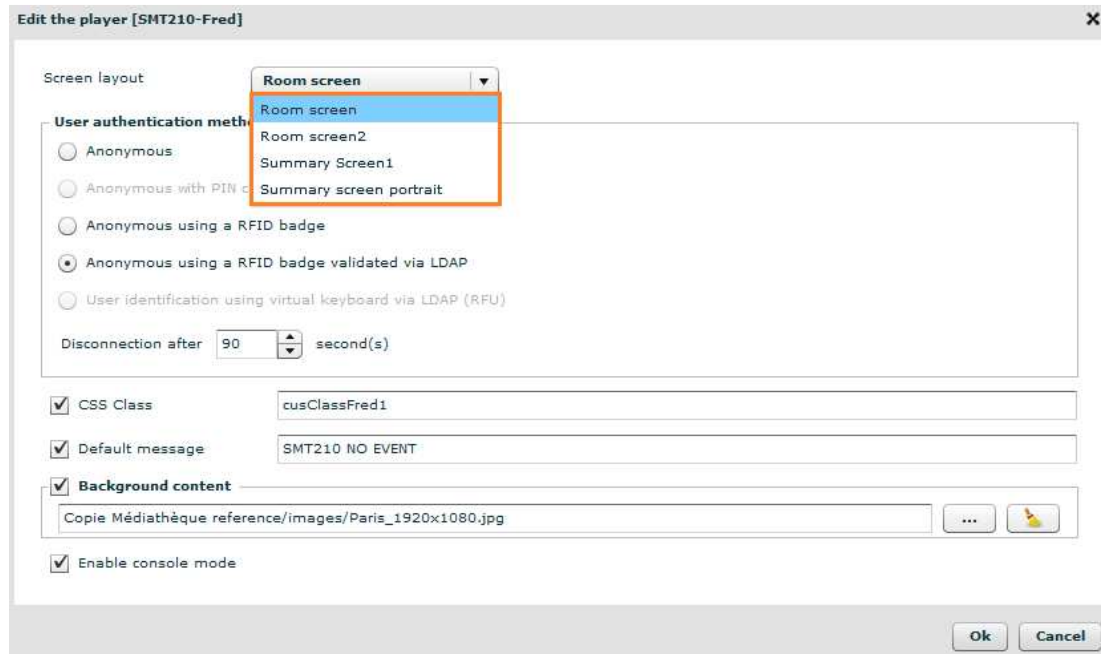 Edit the player [SMT210-Fred]
Screen layout
Room screen
Room screen
Room screen2
Summary Screen1
Summary screen portrait
User authentication meth
Anonymous
Anonymous with PIN c
Anonymous using a RFID badge
Anonymous using a RFID badge validated via LDAP
User identification using virtual keyboard via LDAP (RFU)
Disconnection after 90 second(s)
CSS Class cusClassFred1
Default message SMT210 NO EVENT
Background content
Copie Médiathèque reference/images/Paris_1920x1080.jpg ...
Enable console mode
Ok Cancel